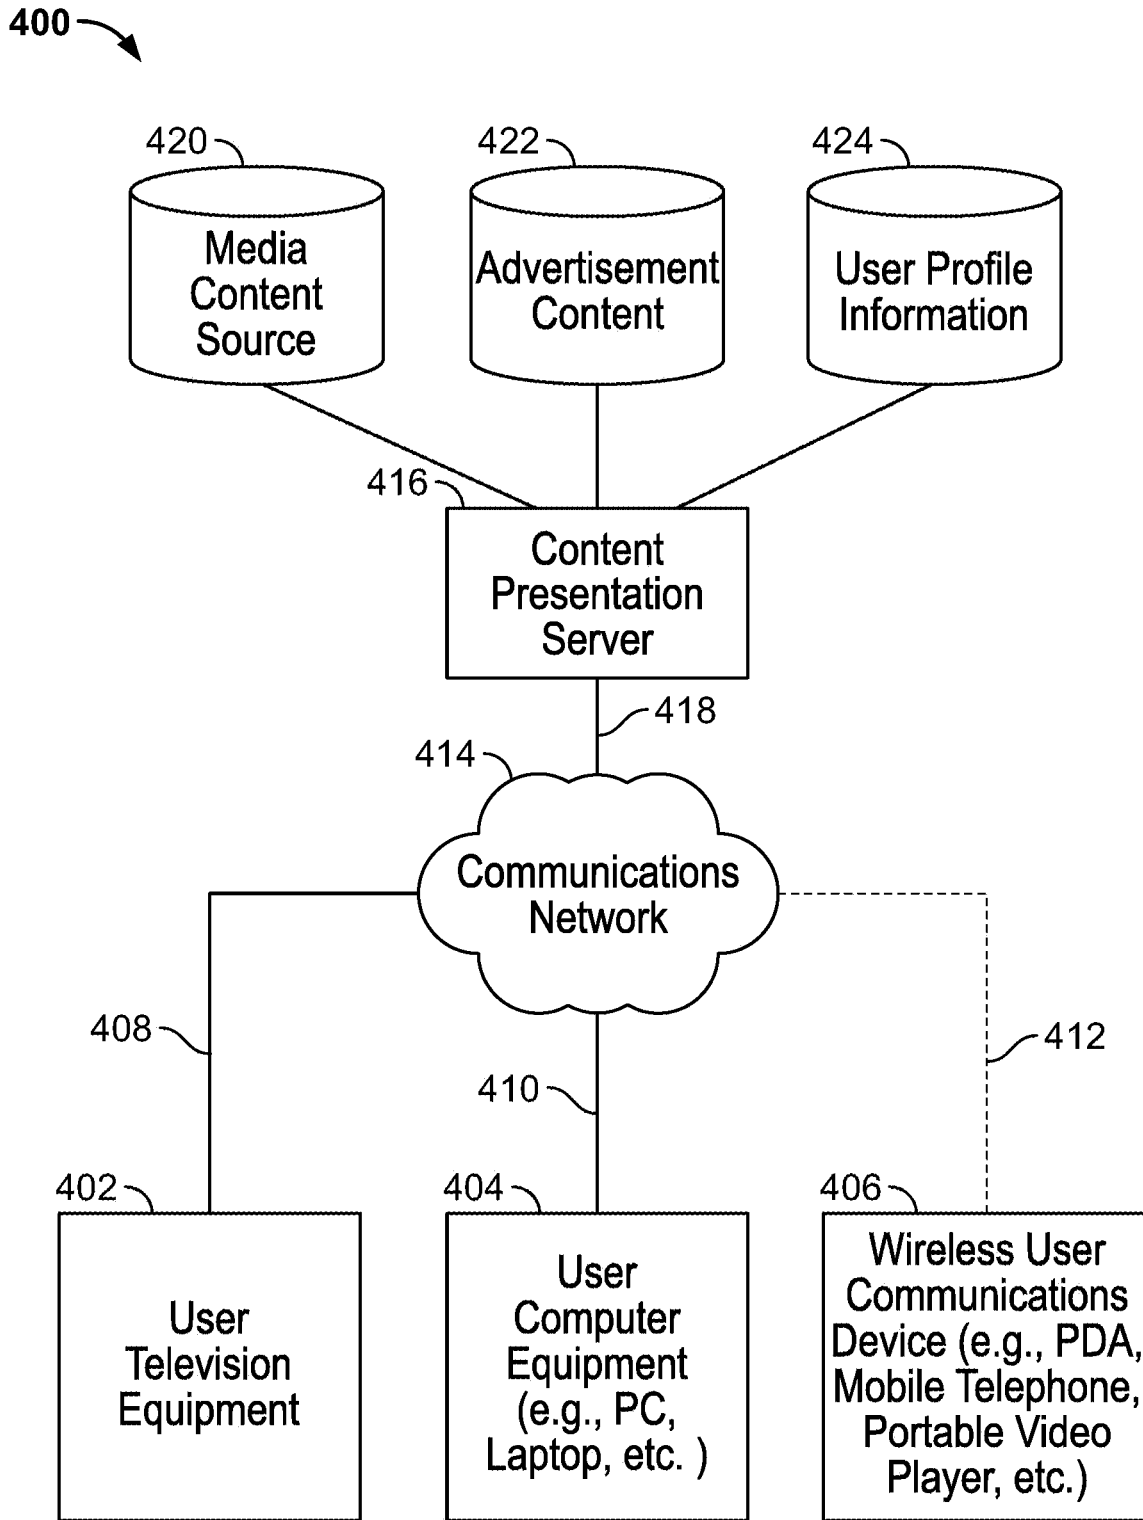 400
420
422
424
Media
Content
Source
Advertisement
Content
User Profile
Information
416
Content
Presentation
Server
418
414
Communications
Network
408
410
412
402
404
406
User
Television
Equipment
User
Computer
Equipment
(e.g., PC,
Laptop, etc. )
Wireless User
Communications
Device (e.g., PDA,
Mobile Telephone,
Portable Video
Player, etc.)